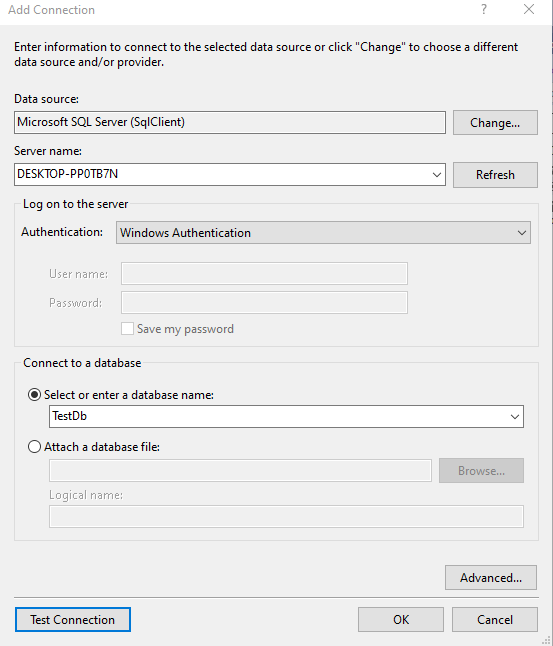 Add Connection
?
Enter information to connect to the selected data source or click "Change" to choose a different
data source and/or provider.
Data source:
Microsoft SQL Server (SqlClient)
Change...
Server name:
DESKTOP-PP0TB7N
Refresh
Log on to the server
Authentication:
Windows Authentication
User name:
Password:
Save my password
Connect to a database
Select or enter a database name:
TestDb
Attach a database file:
Browse...
Logical name:
Advanced...
Test Connection
OK
Cancel